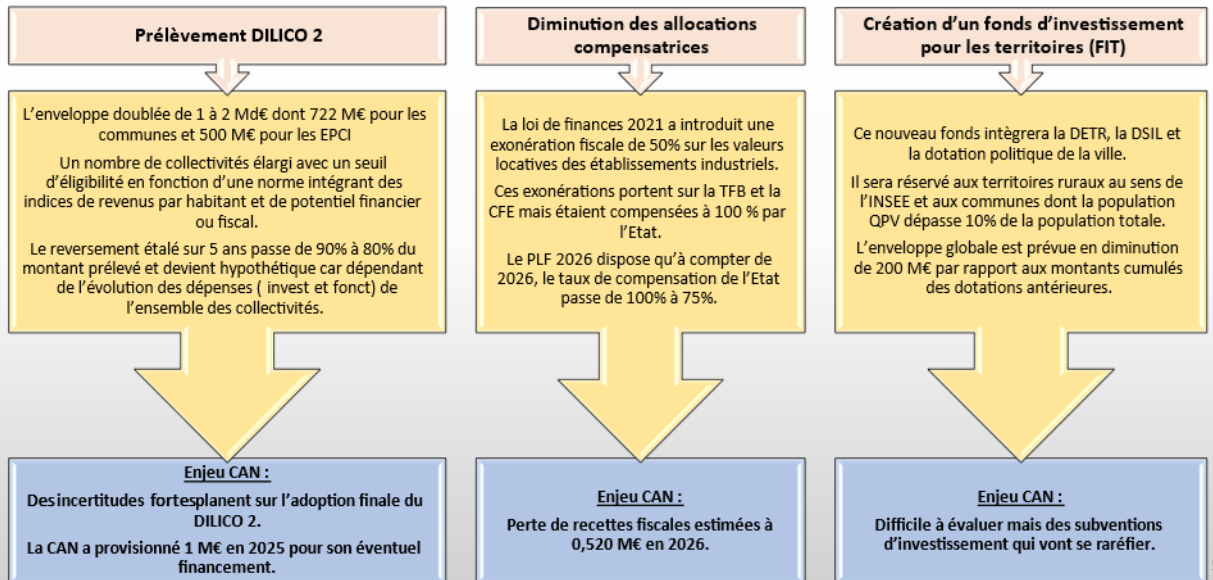 Prélèvement DILICO 2
L'enveloppe doublée de 1 à 2 Md€ dont 722 M€ pour les
communes et 500 M€ pour les EPCI
Un nombre de collectivités élargi avec un seuil
d'éligibilité en fonction d'une norme intégrant des
indices de revenus par habitant et de potentiel financier
ou fiscal.
Le reversement étalé sur 5 ans passe de 90% à 80% du
montant prélevé et devient hypothétique car dépendant
de l'évolution des dépenses ( invest et fonct) de
l'ensemble des collectivités.
Enjeu CAN :
Desincertitudes fortesplanent sur l'adoption finale du
DILICO 2.
La CAN a provisionné 1 M€ en 2025 pour son éventuel
financement.
Diminution des allocations
compensatrices
La loi de finances 2021 a introduit une
exonération fiscale de 50% sur les valeurs
locatives des établissements industriels.
Ces exonérations portent sur la TFB et la
CFE mais étaient compensées à 100 % par
l'Etat.
Le PLF 2026 dispose qu'à compter de
2026, le taux de compensation de l'Etat
passe de 100% à 75%.
Enjeu CAN :
Perte de recettes fiscales estimées à
0,520 M€ en 2026.
Création d'un fonds d'investissement
pour les territoires (FIT)
Ce nouveau fonds intègrera la DETR, la DSIL et
la dotation politique de la ville.
Il sera réservé aux territoires ruraux au sens de
l'INSEE et aux communes dont la population
QPV dépasse 10% de la population totale.
L'enveloppe globale est prévue en diminution
de 200 M€ par rapport aux montants cumulés
des dotations antérieures.
Enjeu CAN :
Difficile à évaluer mais des subventions
d'investissement qui vont se raréfier.